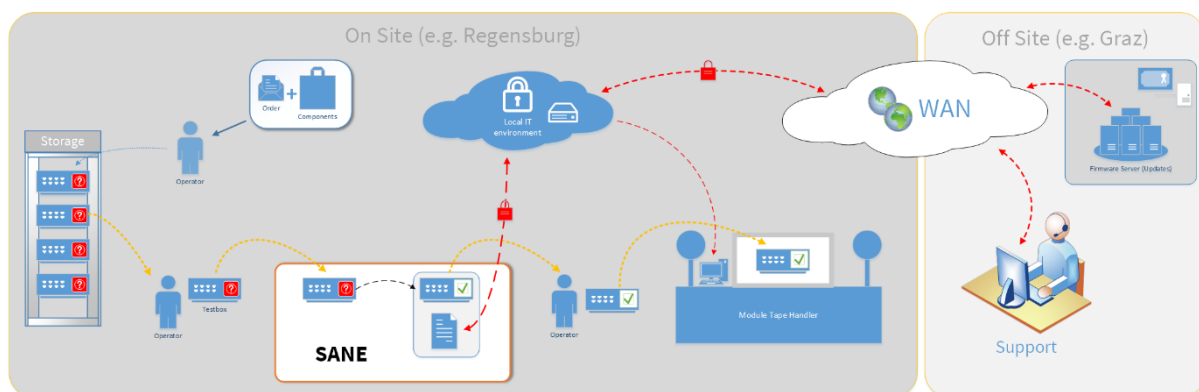 On Site (e.g. Regensburg)
Off Site (e.g. Graz)
Order
+
Components
Storage
Operator
Local IT
environment
WAN
Firmware Server (Updates)
Operator
Testbox
SANE
Operator
Module Tape Handler
Support